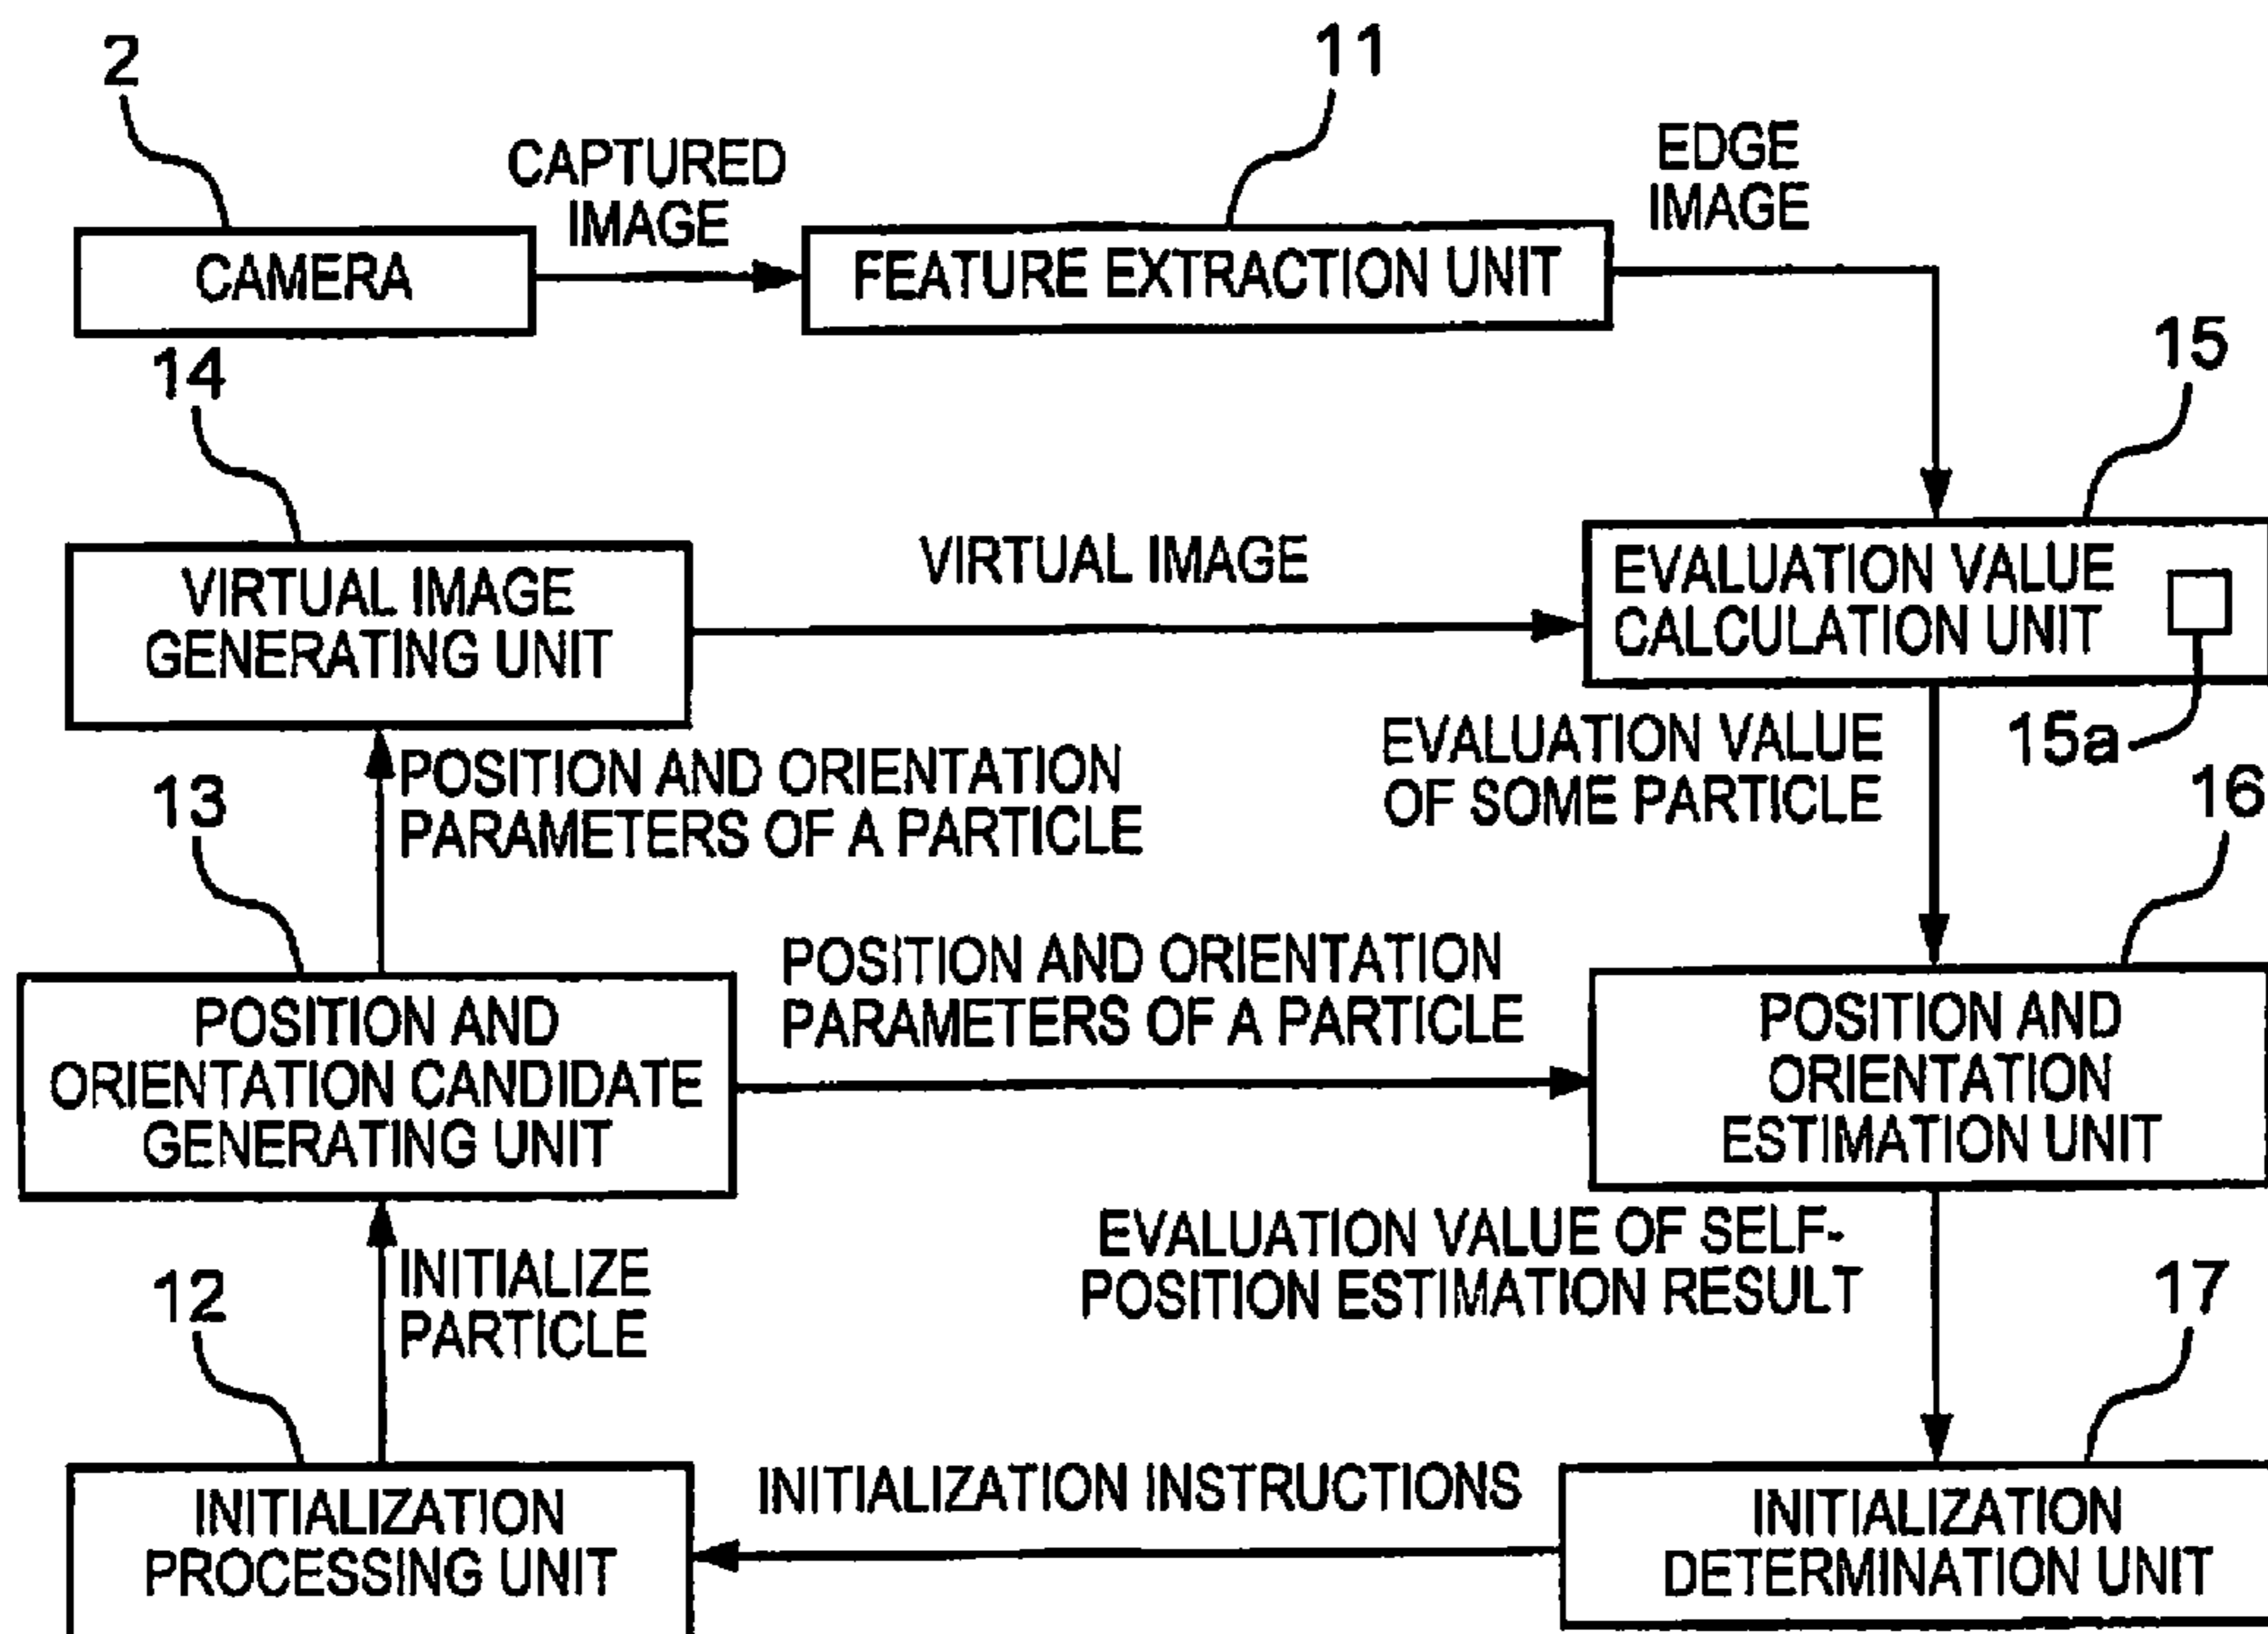 2
11
CAPTURED
IMAGE
EDGE
IMAGE
CAMERA
FEATURE EXTRACTION UNIT
14
15
VIRTUAL IMAGE
GENERATING UNIT
VIRTUAL IMAGE
EVALUATION VALUE
CALCULATION UNIT
15a
13
POSITION AND ORIENTATION
PARAMETERS OF A PARTICLE
EVALUATION VALUE
OF SOME PARTICLE
16
POSITION AND
ORIENTATION CANDIDATE
GENERATING UNIT
POSITION AND ORIENTATION
PARAMETERS OF A PARTICLE
POSITION AND
ORIENTATION
ESTIMATION UNIT
12
INITIALIZE
PARTICLE
EVALUATION VALUE OF SELF-
POSITION ESTIMATION RESULT
17
INITIALIZATION
PROCESSING UNIT
INITIALIZATION INSTRUCTIONS
INITIALIZATION
DETERMINATION UNIT